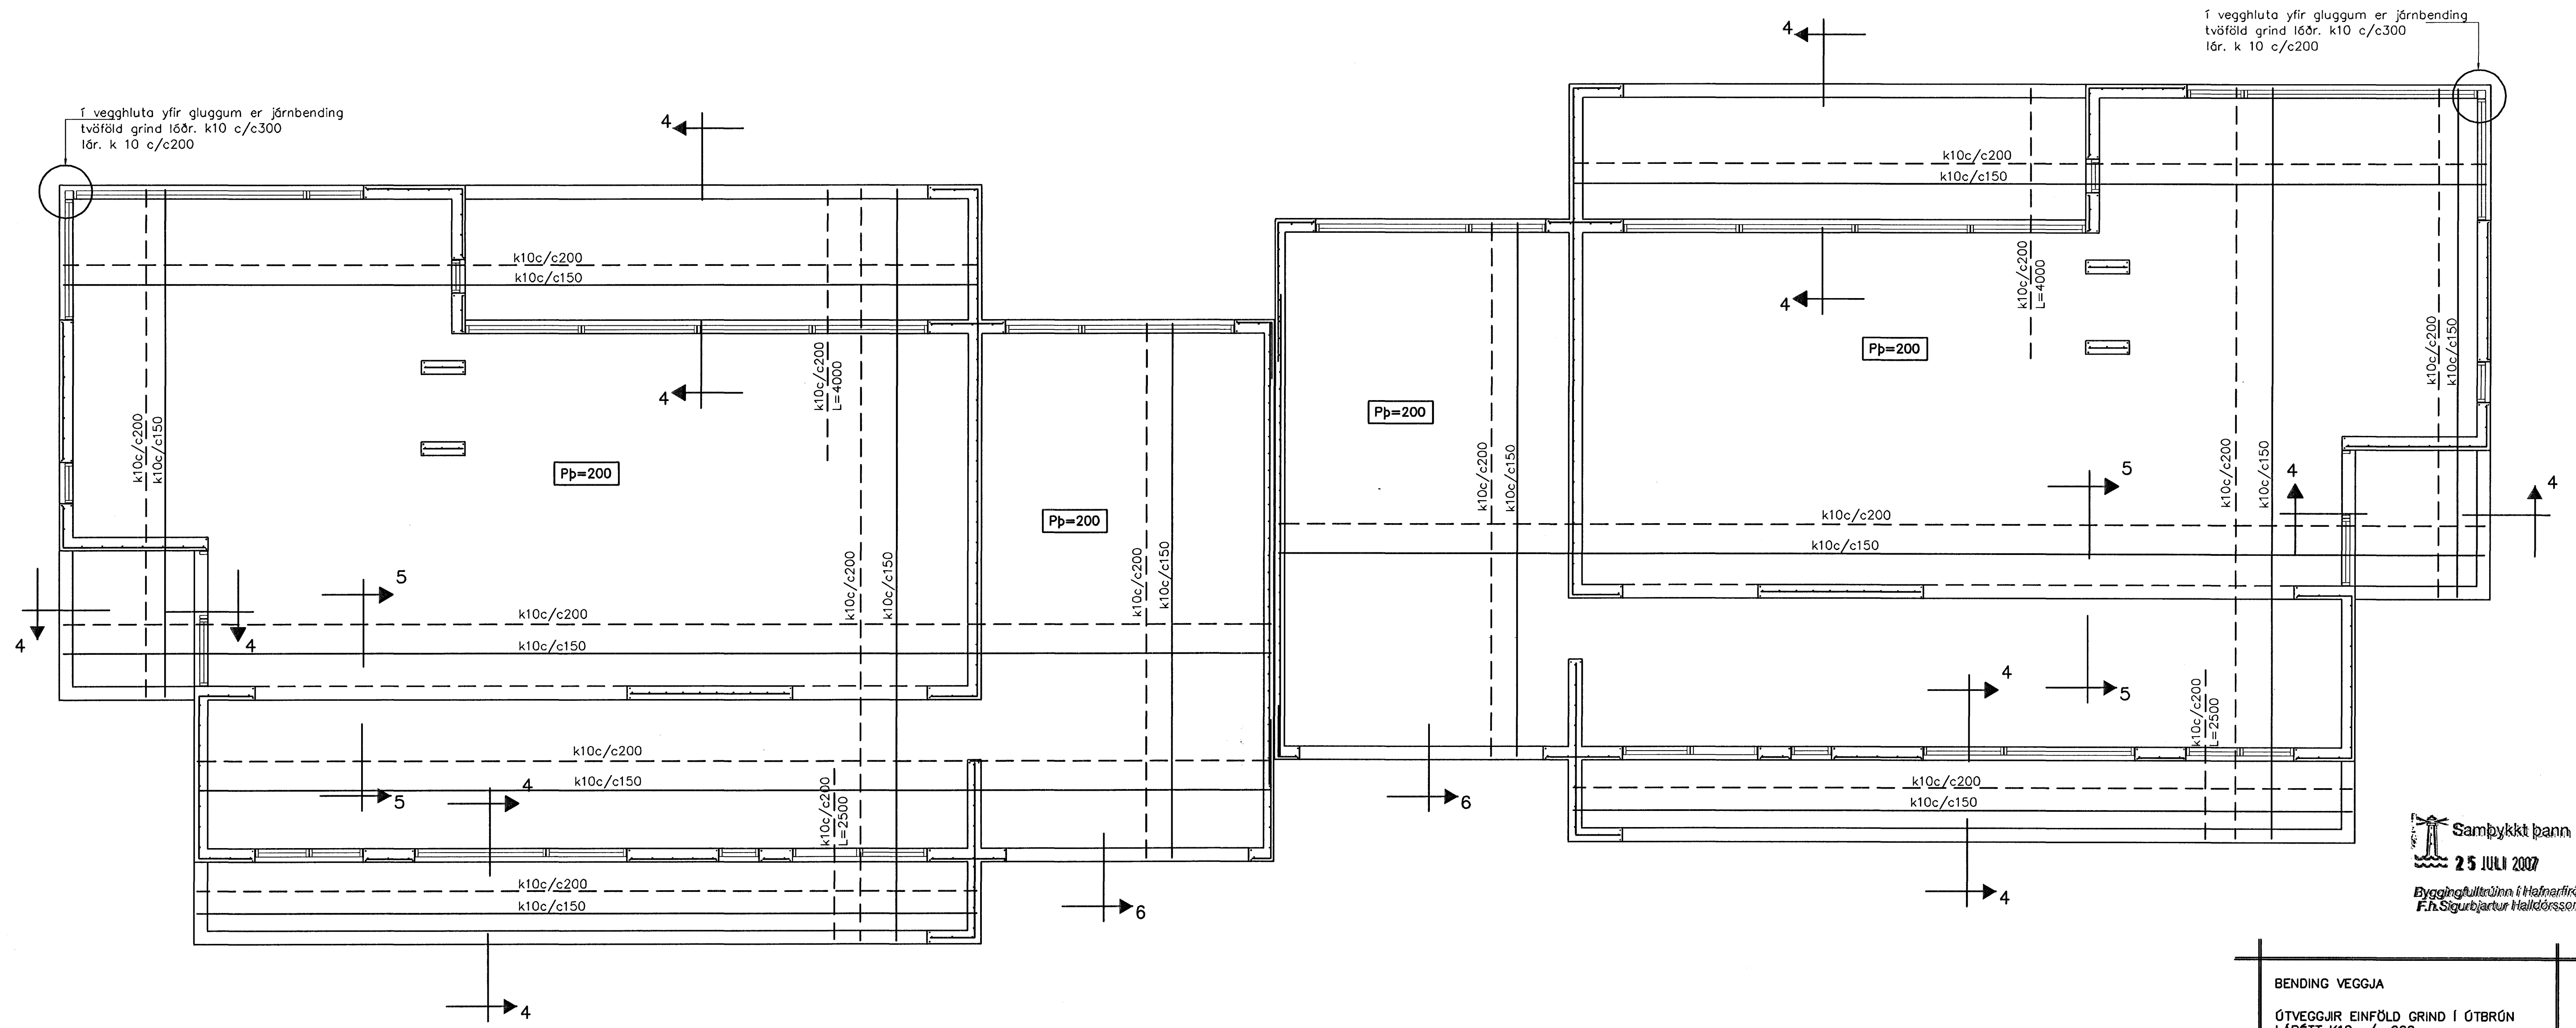 í vegghluta yfir gluggum er járnbending
tvöföld grind lóðr. k10 c/c300
lár. k 10 c/c200
4
4
k10c/c200
k10c/c150
k10c/c200
L=4000
k10c/c200
k10c/c150
Pþ=200
Pþ=200
k10c/c200
k10c/c150
k10c/c200
k10c/c150
5
4
4
k10c/c200
k10c/c150
k10c/c200
k10c/c150
k10c/c200
L=2500
5
4
k10c/c200
k10c/c150
6
4
í vegghluta yfir gluggum er járnbending
tvöföld grind lóðr. k10 c/c300
lár. k 10 c/c200
4
k10c/c200
k10c/c150
k10c/c200
L=4000
4
Pþ=200
Pþ=200
k10c/c200
k10c/c150
k10c/c200
k10c/c150
k10c/c200
k10c/c150
5
4
4
k10c/c200
k10c/c150
4
5
k10c/c200
L=2500
k10c/c200
k10c/c150
6
4
Samþykkt þann
25 JULI 2007
Byggingfulltrúinn í
F.h. Sigurbjartur
BENDING VEGGJA
ÚTVEGGJIR EINFÖLD GRIND Í ÚTBRÚN